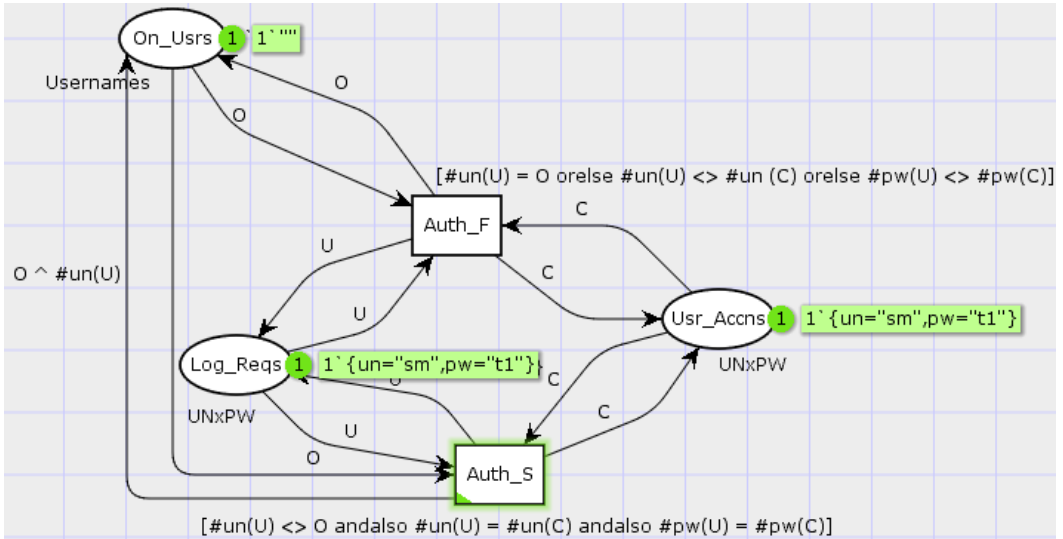 On_Usrs 1 ` 1`""
Usernames
O
O
[#un(U) = O orelse #un(U) <> #un (C) orelse #pw(U) <> #pw(C)]
Auth_F
C
U
C
O ^ #un(U)
U
Usr_Accns 1 1`{un="sm",pw="t1"}
UNxPW
Log_Reqs 1 1`{un="sm",pw="t1"}
UNxPW
C
C
U
O
Auth_S
[#un(U) <> O andalso #un(U) = #un(C) andalso #pw(U) = #pw(C)]